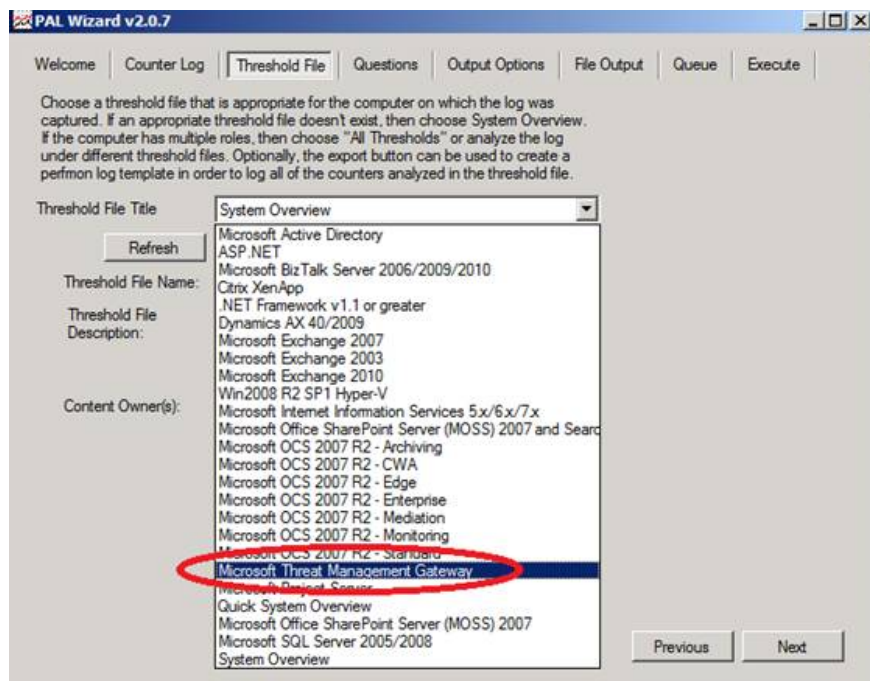 PAL Wizard v2.0.7
Welcome Counter Log Threshold File Questions Output Options File Output Queue Execute
Choose a threshold file that is appropriate for the computer on which the log was
captured. If an appropriate threshold file doesn't exist, then choose System Overview.
If the computer has multiple roles, then choose "All Thresholds" or analyze the log
under different threshold files. Optionally, the export button can be used to create a
perfmon log template in order to log all of the counters analyzed in the threshold file.
Threshold File Title System Overview
Refresh
Threshold File Name:
Threshold File
Description:
Content Owner(s):
Microsoft Active Directory
ASP.NET
Microsoft BizTalk Server 2006/2009/2010
Citrix XenApp
.NET Framework v1.1 or greater
Dynamics AX 40/2009
Microsoft Exchange 2007
Microsoft Exchange 2003
Microsoft Exchange 2010
Win2008 R2 SP1 Hyper-V
Microsoft Internet Information Services 5.x/6.x/7.x
Microsoft Office SharePoint Server (MOSS) 2007 and Searc
Microsoft OCS 2007 R2 - Archiving
Microsoft OCS 2007 R2 - CWA
Microsoft OCS 2007 R2 - Edge
Microsoft OCS 2007 R2 - Enterprise
Microsoft OCS 2007 R2 - Mediation
Microsoft OCS 2007 R2 - Monitoring
Microsoft OCS 2007 R2 - Standard
Microsoft Threat Management Gateway
Microsoft Project Server
Quick System Overview
Microsoft Office SharePoint Server (MOSS) 2007
Microsoft SQL Server 2005/2008
System Overview
Previous Next